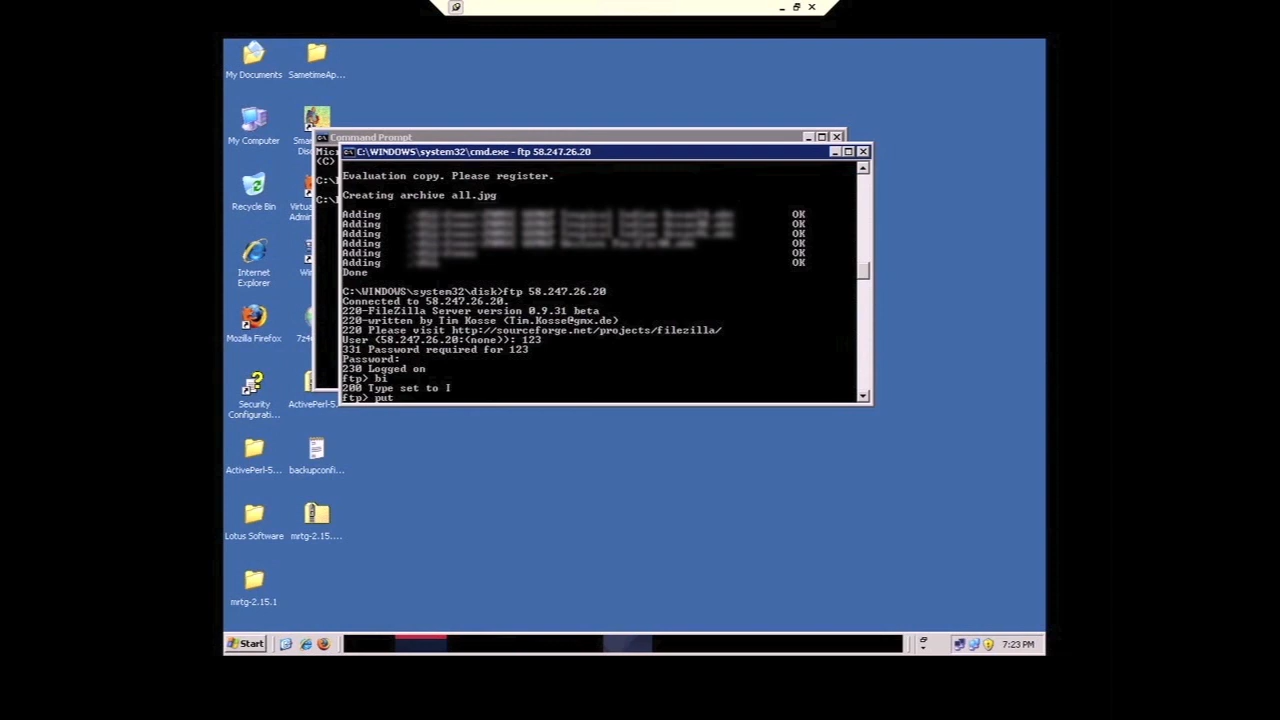 My Documents
SametimeAp...
My Computer
Recycle Bin
Internet
Explorer
Mozilla Firefox
Security
Configurati...
ActivePerl-5.
ActivePerl-5...
backupconfi...
Lotus Software
mrtg-2.15....
mrtg-2.15.1
Command Prompt
C:\WINDOWS\system32\cmd.exe - ftp 58.247.26.20
Evaluation copy. Please register.
Creating archive all.jpg
Adding OK
Adding OK
Adding OK
Adding OK
Adding OK
Adding OK
Done
C:\WINDOWS\system32\disk>ftp 58.247.26.20
Connected to 58.247.26.20.
220-FileZilla Server version 0.9.31 beta
220-written by Tim Kosse (Tim.Kosse@gmx.de)
220 Please visit http://sourceforge.net/projects/filezilla/
User (58.247.26.20:(none)): 123
331 Password required for 123
Password:
230 Logged on
ftp> bi
200 Type set to I
ftp> put
Start
7:23 PM